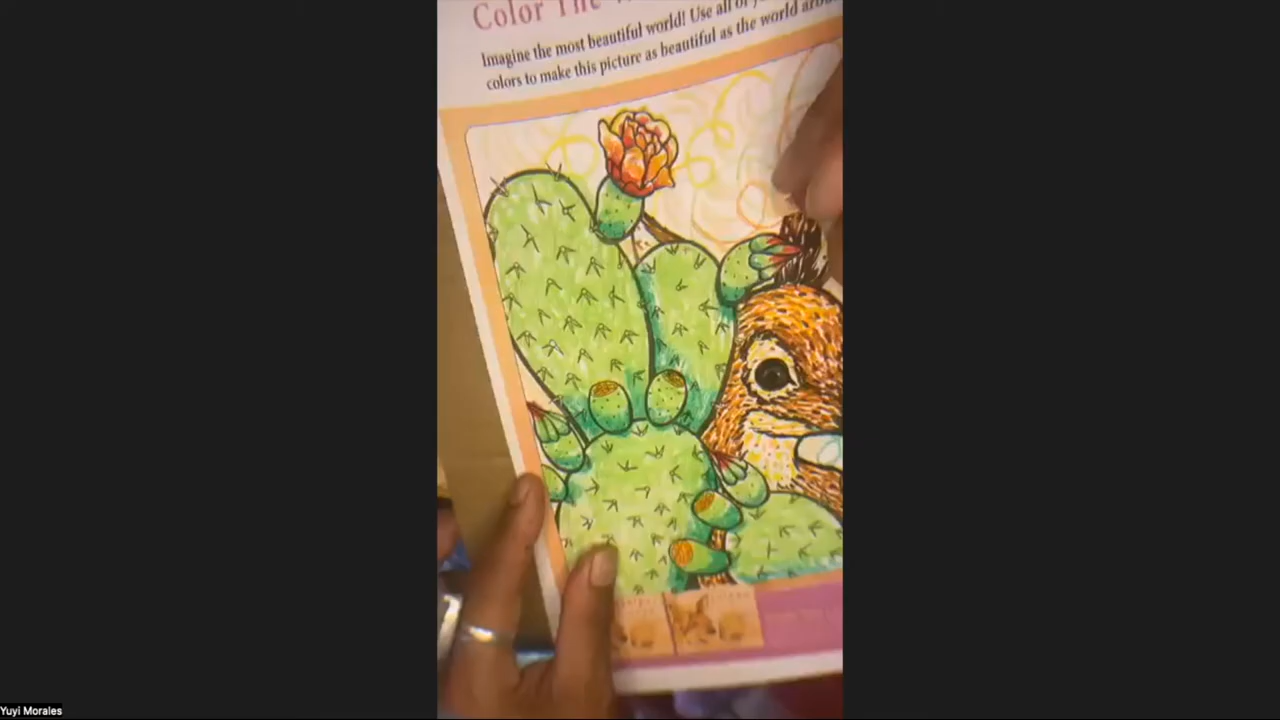 Color The
Imagine the most beautiful world! Use all of
colors to make this picture as beautiful as the world
Yuyi Morales